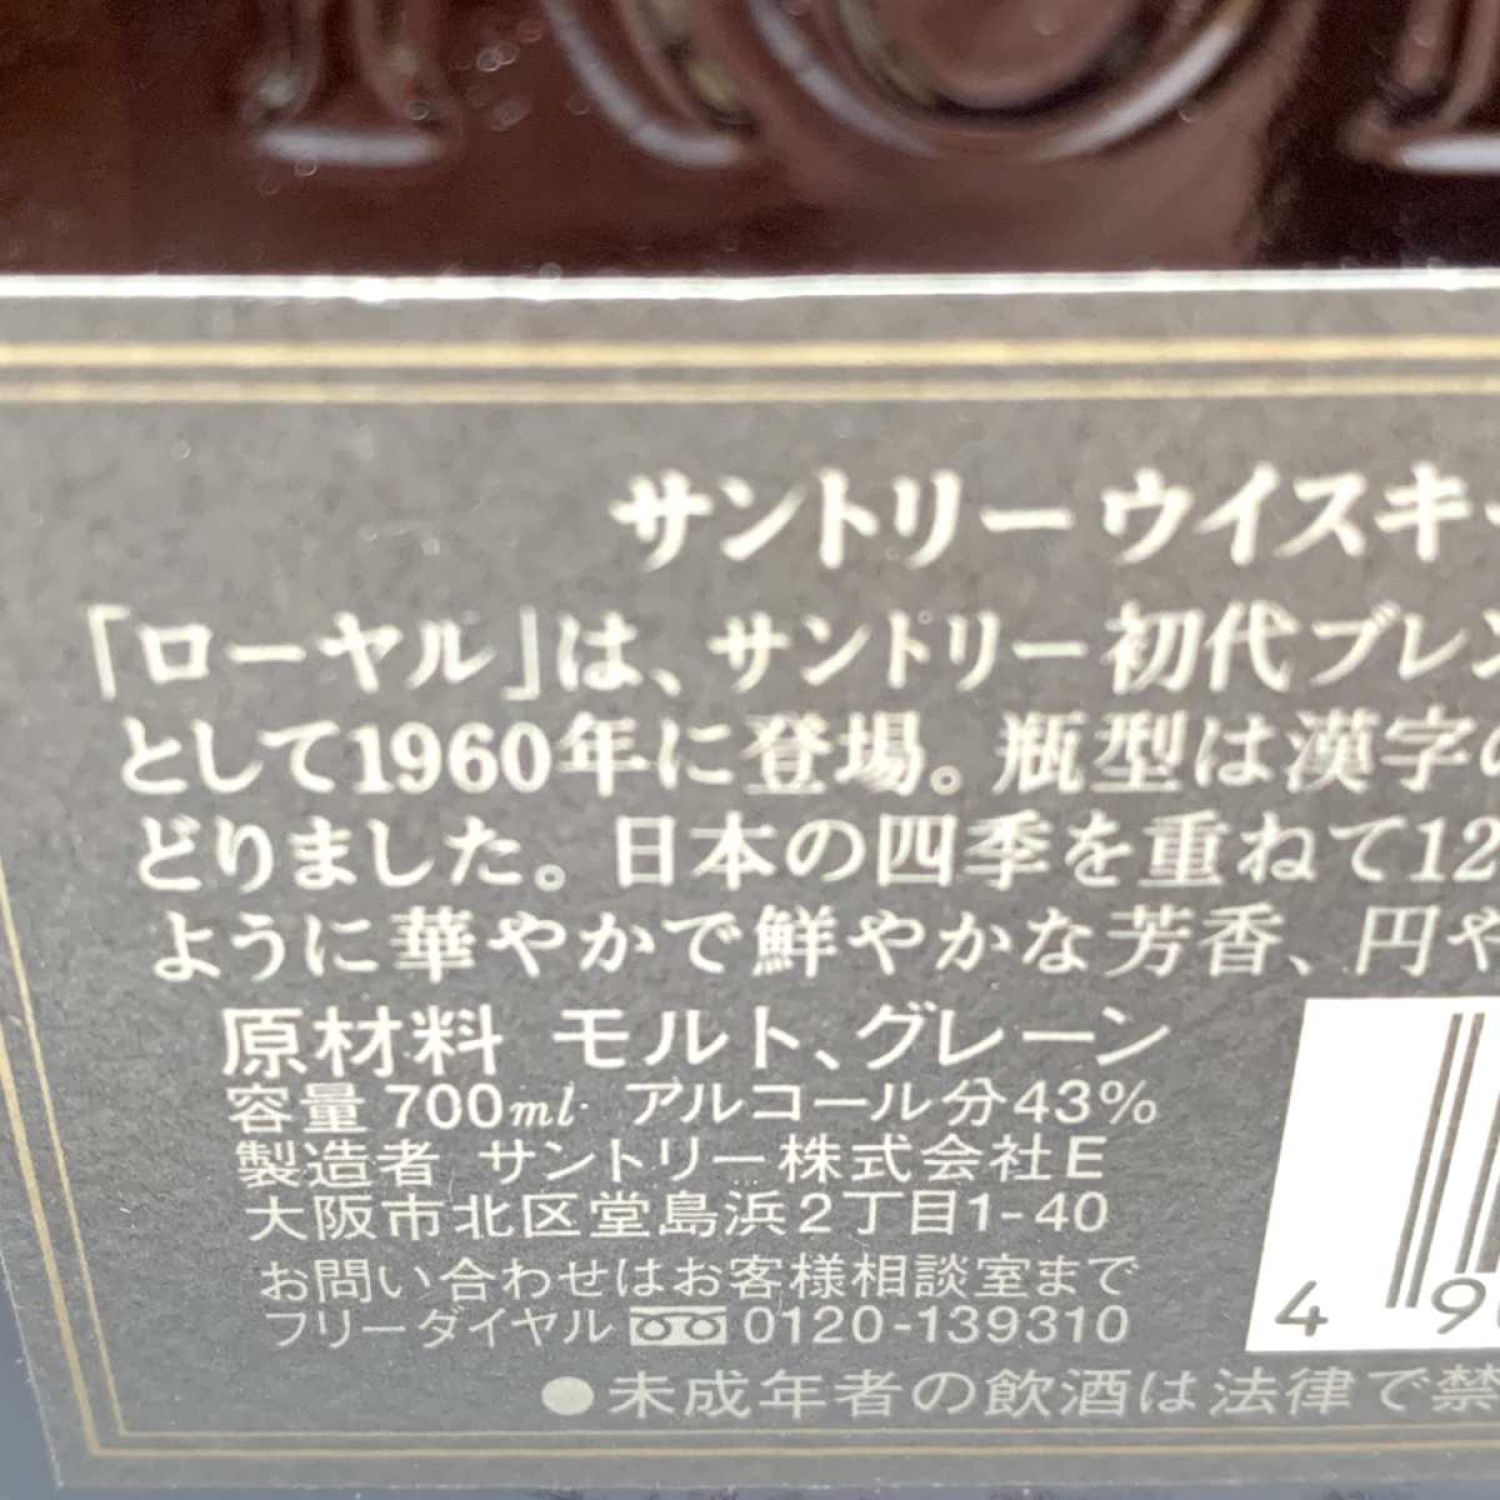 サントリーウイスキー
「ローヤル」は、サントリー初代ブレン
として1960年に登場。瓶型は漢字の
どりました。日本の四季を重ねて12
ように華やかで鮮やかな芳香、円や
原材料 モルト、グレーン
容量 700ml アルコール分43%
製造者 サントリー株式会社E
大阪市北区堂島浜2丁目1-40
お問い合わせはお客様相談室まで
フリーダイヤル 0120-139310
4 9
●未成年者の飲酒は法律で禁